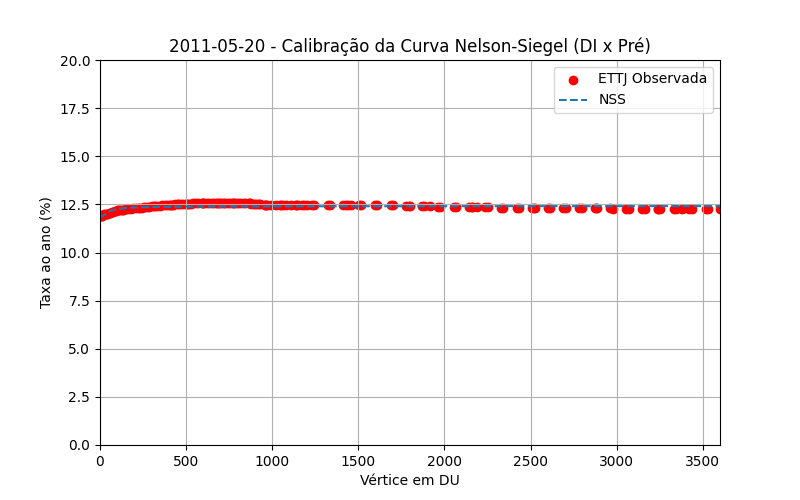 2011-05-20 - Calibração da Curva Nelson-Siegel (DI x Pré)
ETTJ Observada
NSS
Taxa ao ano (%)
20.0
17.5
15.0
12.5
10.0
7.5
5.0
2.5
0.0
0 500 1000 1500 2000 2500 3000 3500
Vértice em DU